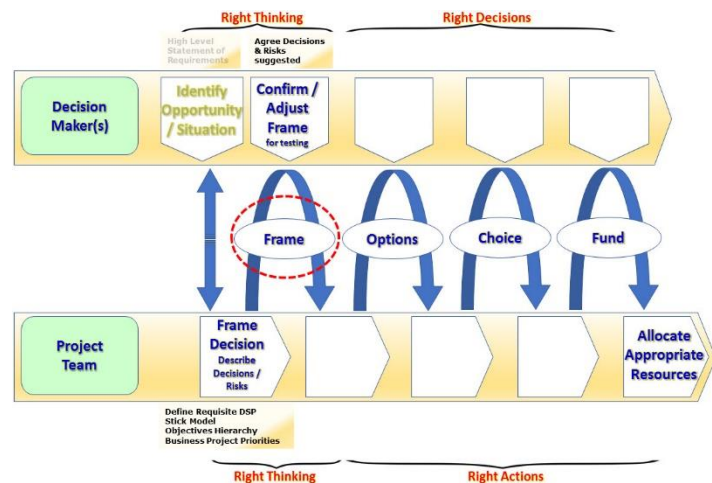 Right Thinking
Right Decisions
High Level
Statement of
Requirements
Agree Decisions
& Risks
suggested
Decision
Maker(s)
Identify
Opportunity
/ Situation
Confirm /
Adjust
Frame
for testing
Frame
Options
Choice
Fund
Project
Team
Frame
Decision
Describe
Decisions /
Risks
Allocate
Appropriate
Resources
Define Requisite DSP
Stick Model
Objectives Hierarchy
Business Project Priorities
Right Thinking
Right Actions